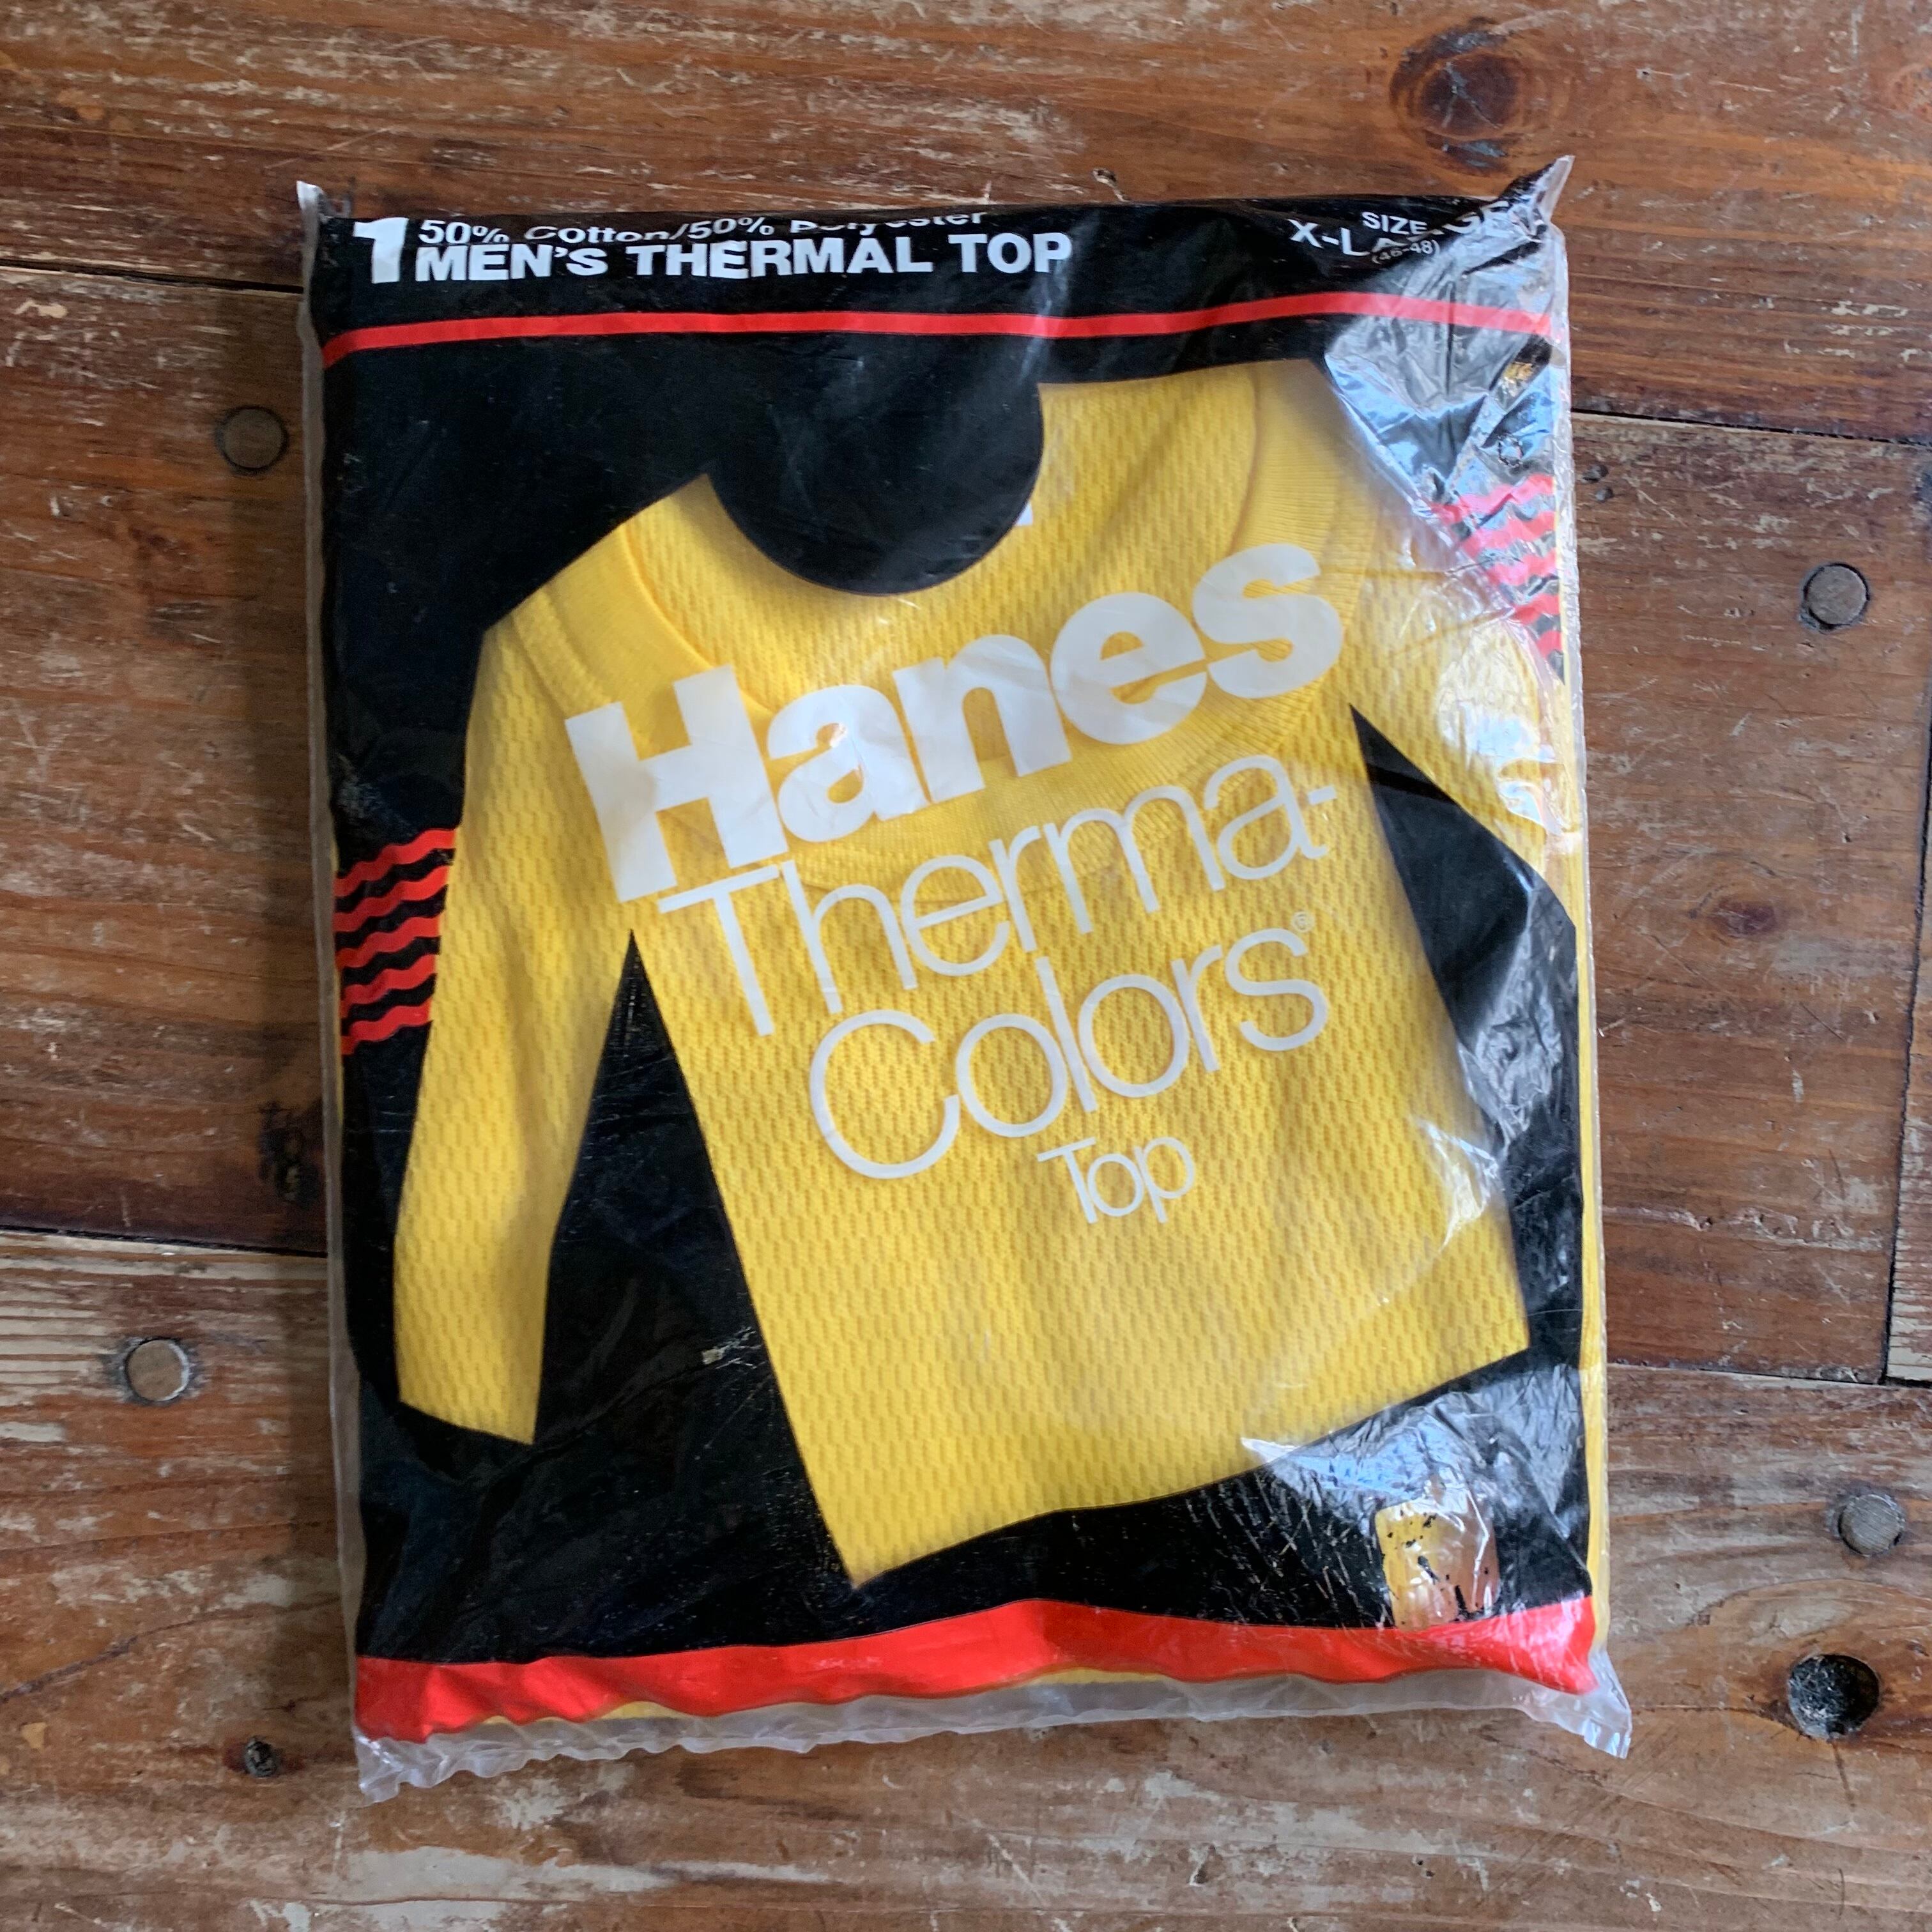 1
50% Cotton/50% Polyester
MEN'S THERMAL TOP
SIZE
X-LARGE
(46-48)
Hanes
Therma-
Colors®
Top